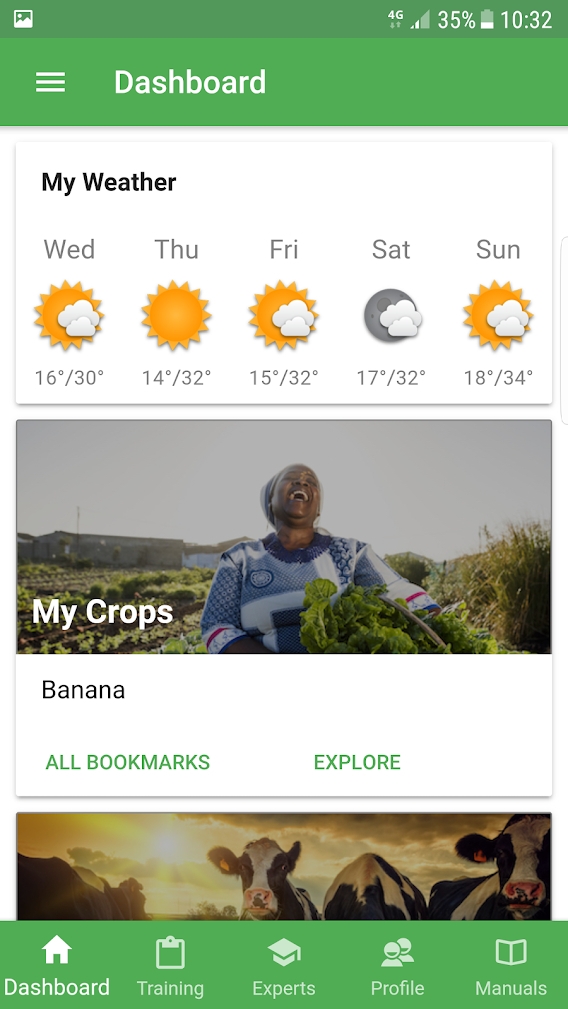 4G 35% 10:32
Dashboard
My Weather
Wed Thu Fri Sat Sun
16°/30° 14°/32° 15°/32° 17°/32° 18°/34°
My Crops
Banana
ALL BOOKMARKS EXPLORE
Dashboard Training Experts Profile Manuals